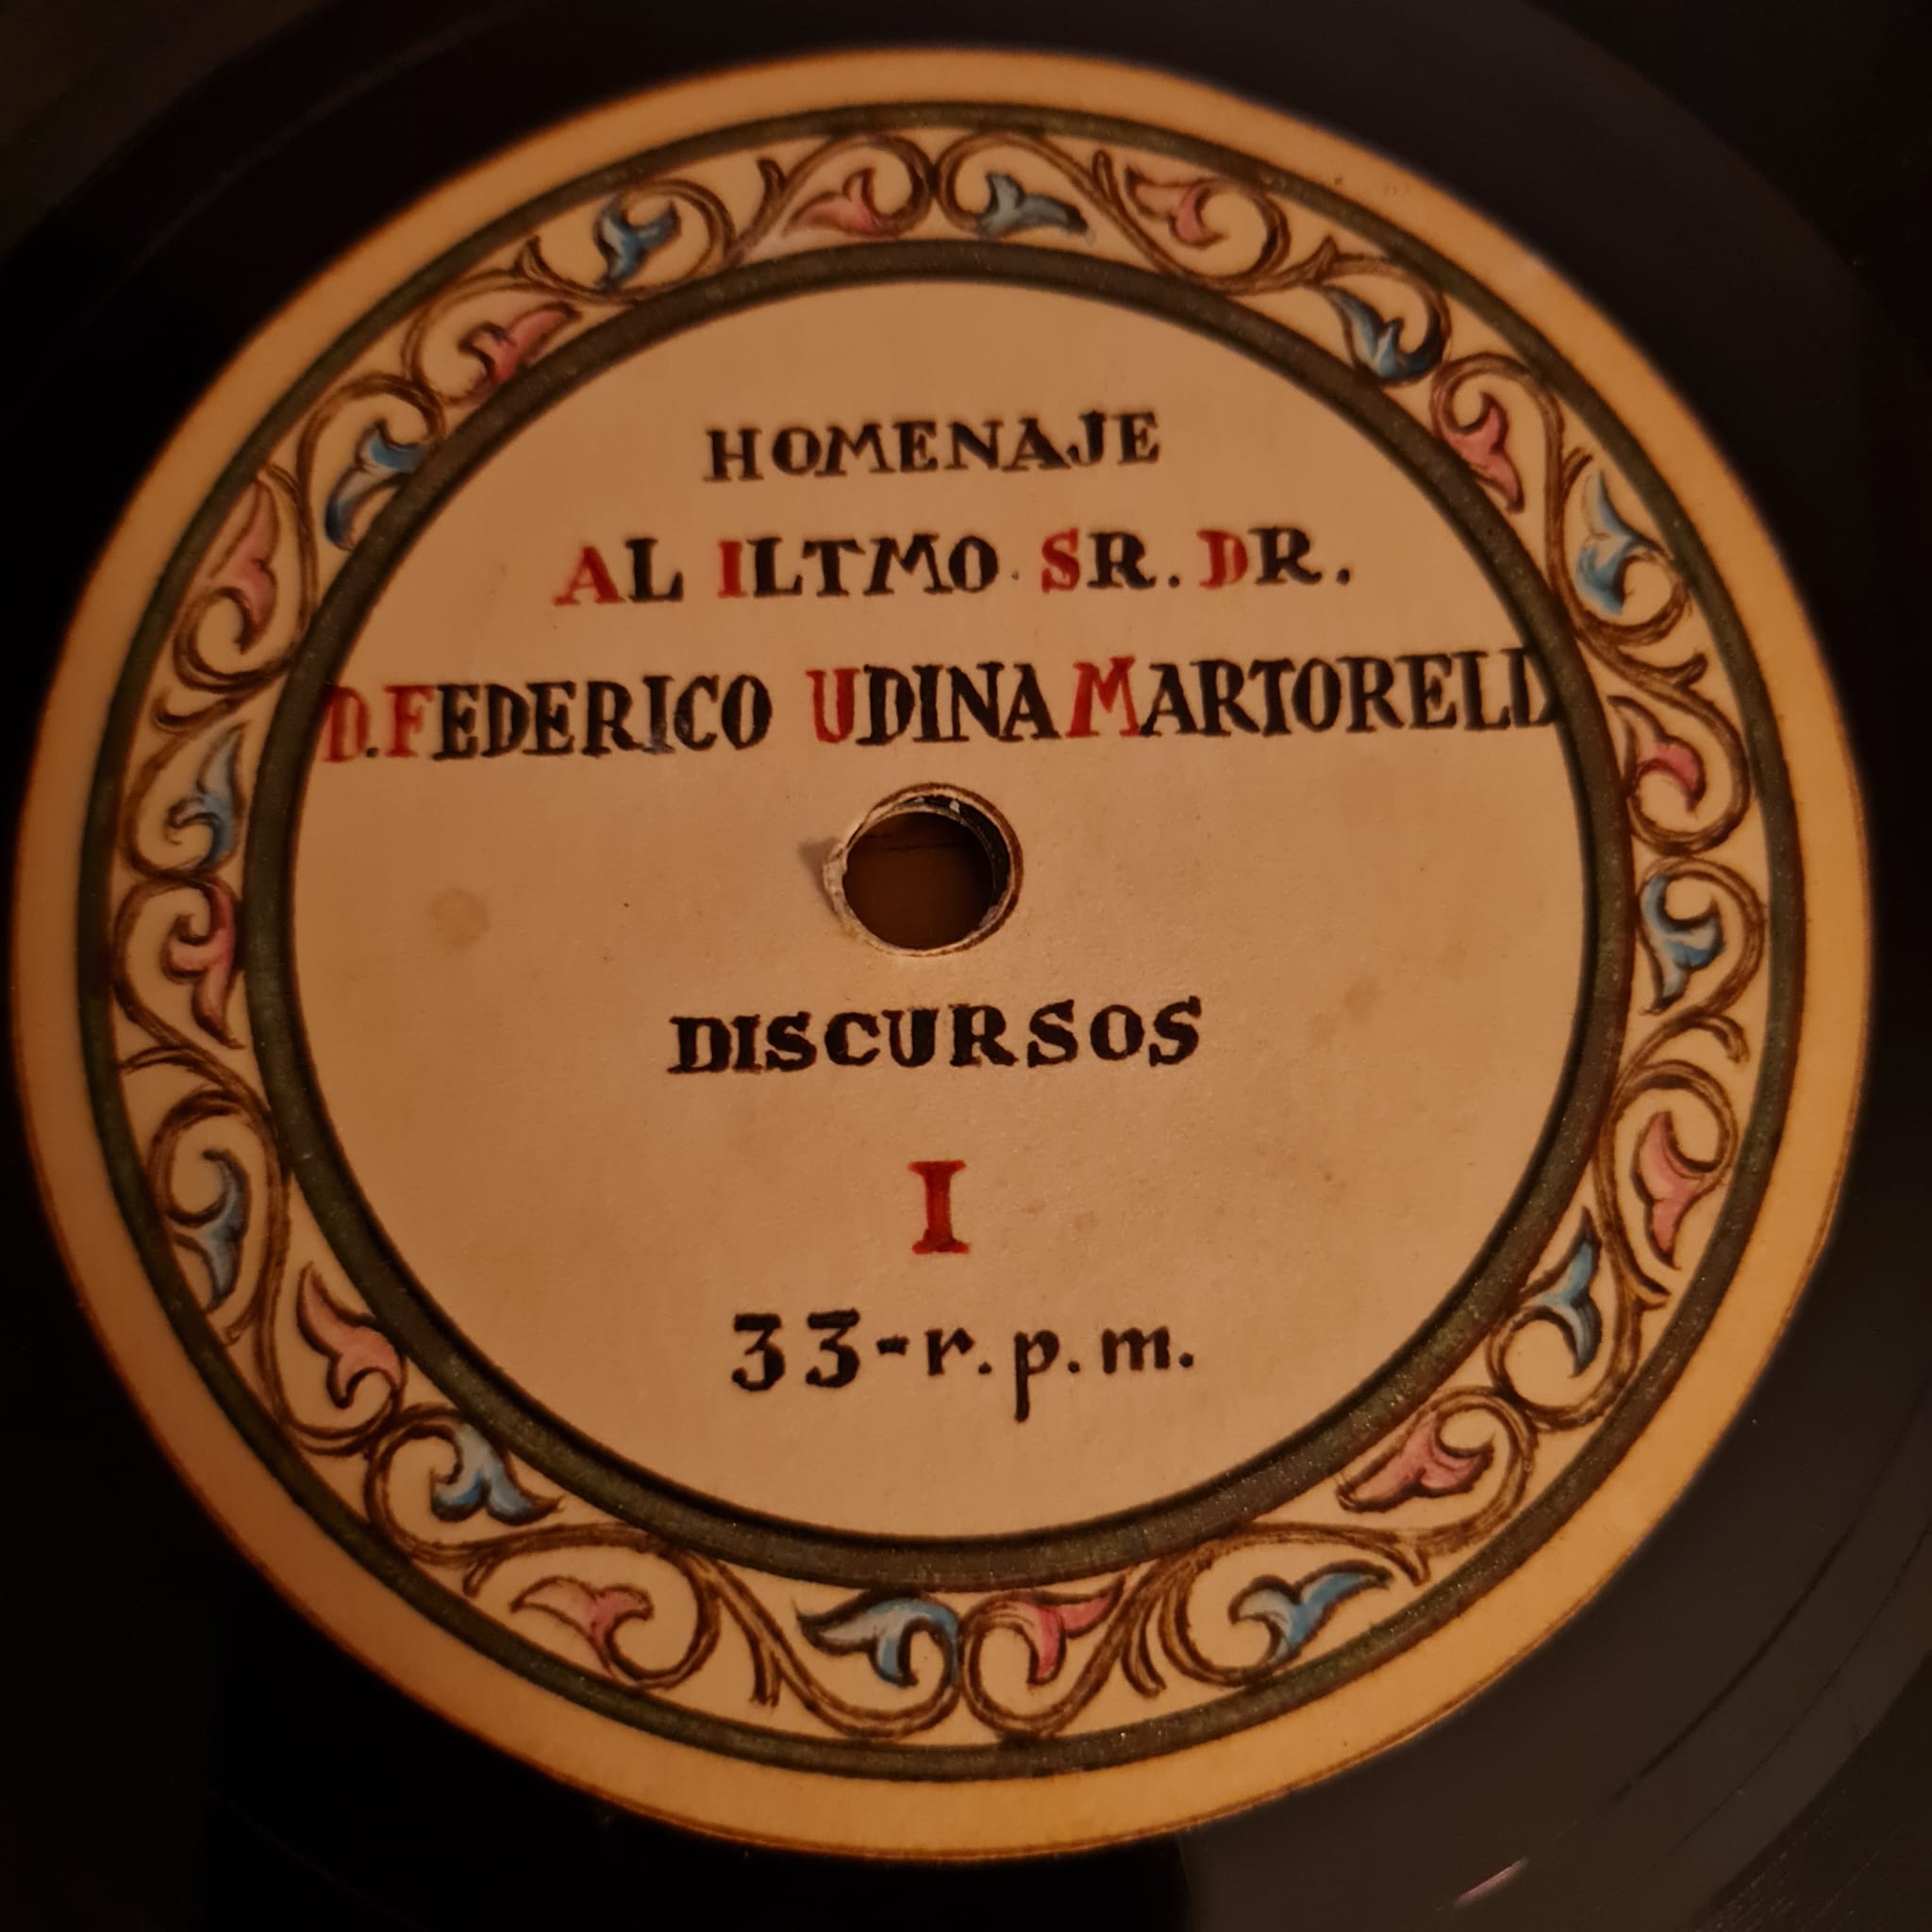 HOMENAJE
AL ILTMO. SR. DR.
D. FEDERICO UDINA MARTORELL
DISCURSOS
I
33-r.p.m.